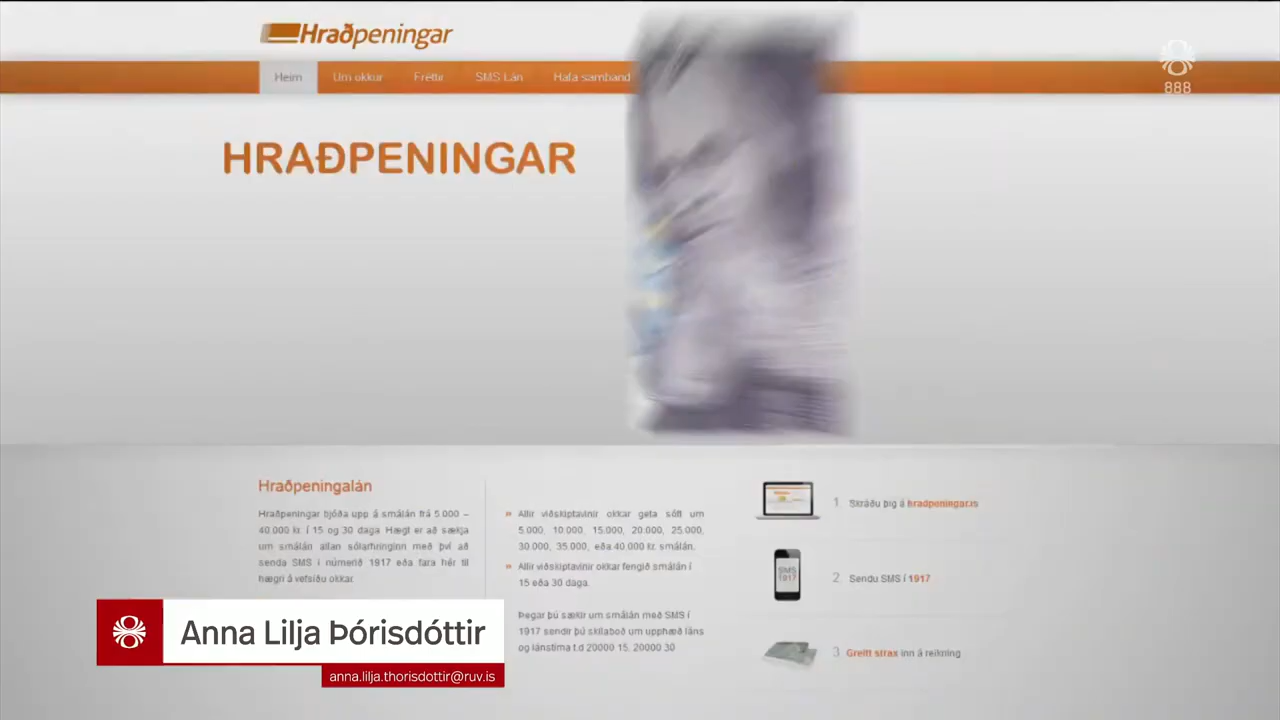 Hraðpeningar
888
Heim Um okkur Fréttir SMS Lán Hafa samband
HRAÐPENINGAR
Hraðpeningalán
Hraðpeningar bjóða upp á smálán frá 5.000 –
40.000 kr. í 15 og 30 daga. Hægt er að sækja
um smálán allan sólarhringinn með því að
senda SMS í númerið 1917 eða fara hér til
hægri á vefsíðu okkar.
» Allir viðskiptavinir okkar geta sótt um
5.000, 10.000, 15.000, 20.000, 25.000,
30.000, 35.000, eða 40.000 kr. smálán.
» Allir viðskiptavinir okkar fengið smálán í
15 eða 30 daga.
Þegar þú sækir um smálán með SMS í
1917 sendir þú skilaboð um upphæð láns
og lánstíma t.d 20000 15, 20000 30
1. Skráðu þig á hradpeningar.is
SMS
1917
2. Sendu SMS í 1917
3. Greitt strax inn á reikning
Anna Lilja Þórisdóttir
anna.lilja.thorisdottir@ruv.is